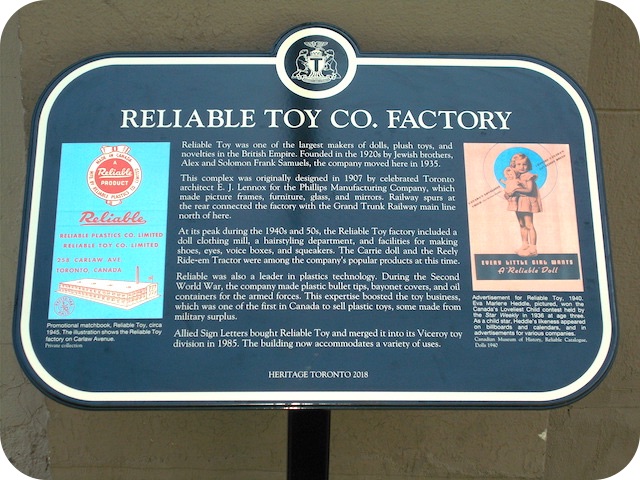 T
RELIABLE TOY CO. FACTORY
Reliable Toy was one of the largest makers of dolls, plush toys, and
novelties in the British Empire. Founded in the 1920s by Jewish brothers,
Alex and Solomon Frank Samuels, the company moved here in 1935.
This complex was originally designed in 1907 by celebrated Toronto
architect E. J. Lennox for the Phillips Manufacturing Company, which
made picture frames, furniture, glass, and mirrors. Railway spurs at
the rear connected the factory with the Grand Trunk Railway main line
north of here.
At its peak during the 1940s and 50s, the Reliable Toy factory included a
doll clothing mill, a hairstyling department, and facilities for making
shoes, eyes, voice boxes, and squeakers. The Carrie doll and the Reely
Ride-em Tractor were among the company's popular products at this time.
Reliable was also a leader in plastics technology. During the Second
World War, the company made plastic bullet tips, bayonet covers, and oil
containers for the armed forces. This expertise boosted the toy business,
which was one of the first in Canada to sell plastic toys, some made from
military surplus.
Allied Sign Letters bought Reliable Toy and merged it into its Viceroy toy
division in 1985. The building now accommodates a variety of uses.
HERITAGE TORONTO 2018
MADE IN CANADA
Reliable
PRODUCT
Reliable
RELIABLE PLASTICS CO. LIMITED
RELIABLE TOY CO. LIMITED
258 CARLAW AVE
TORONTO, CANADA
Promotional matchbook, Reliable Toy, circa
1945. The illustration shows the Reliable Toy
factory on Carlaw Avenue.
Private collection
EVERY LITTLE GIRL WANTS
A Reliable Doll
Advertisement for Reliable Toy, 1940.
Eva Marlene Heddle, pictured, won the
Canada's Loveliest Child contest held by
the Star Weekly in 1938 at age three.
As a child star, Heddle's likeness appeared
on billboards and calendars, and in
advertisements for various companies.
Canadian Museum of History, Reliable Catalogue,
Dolls 1940